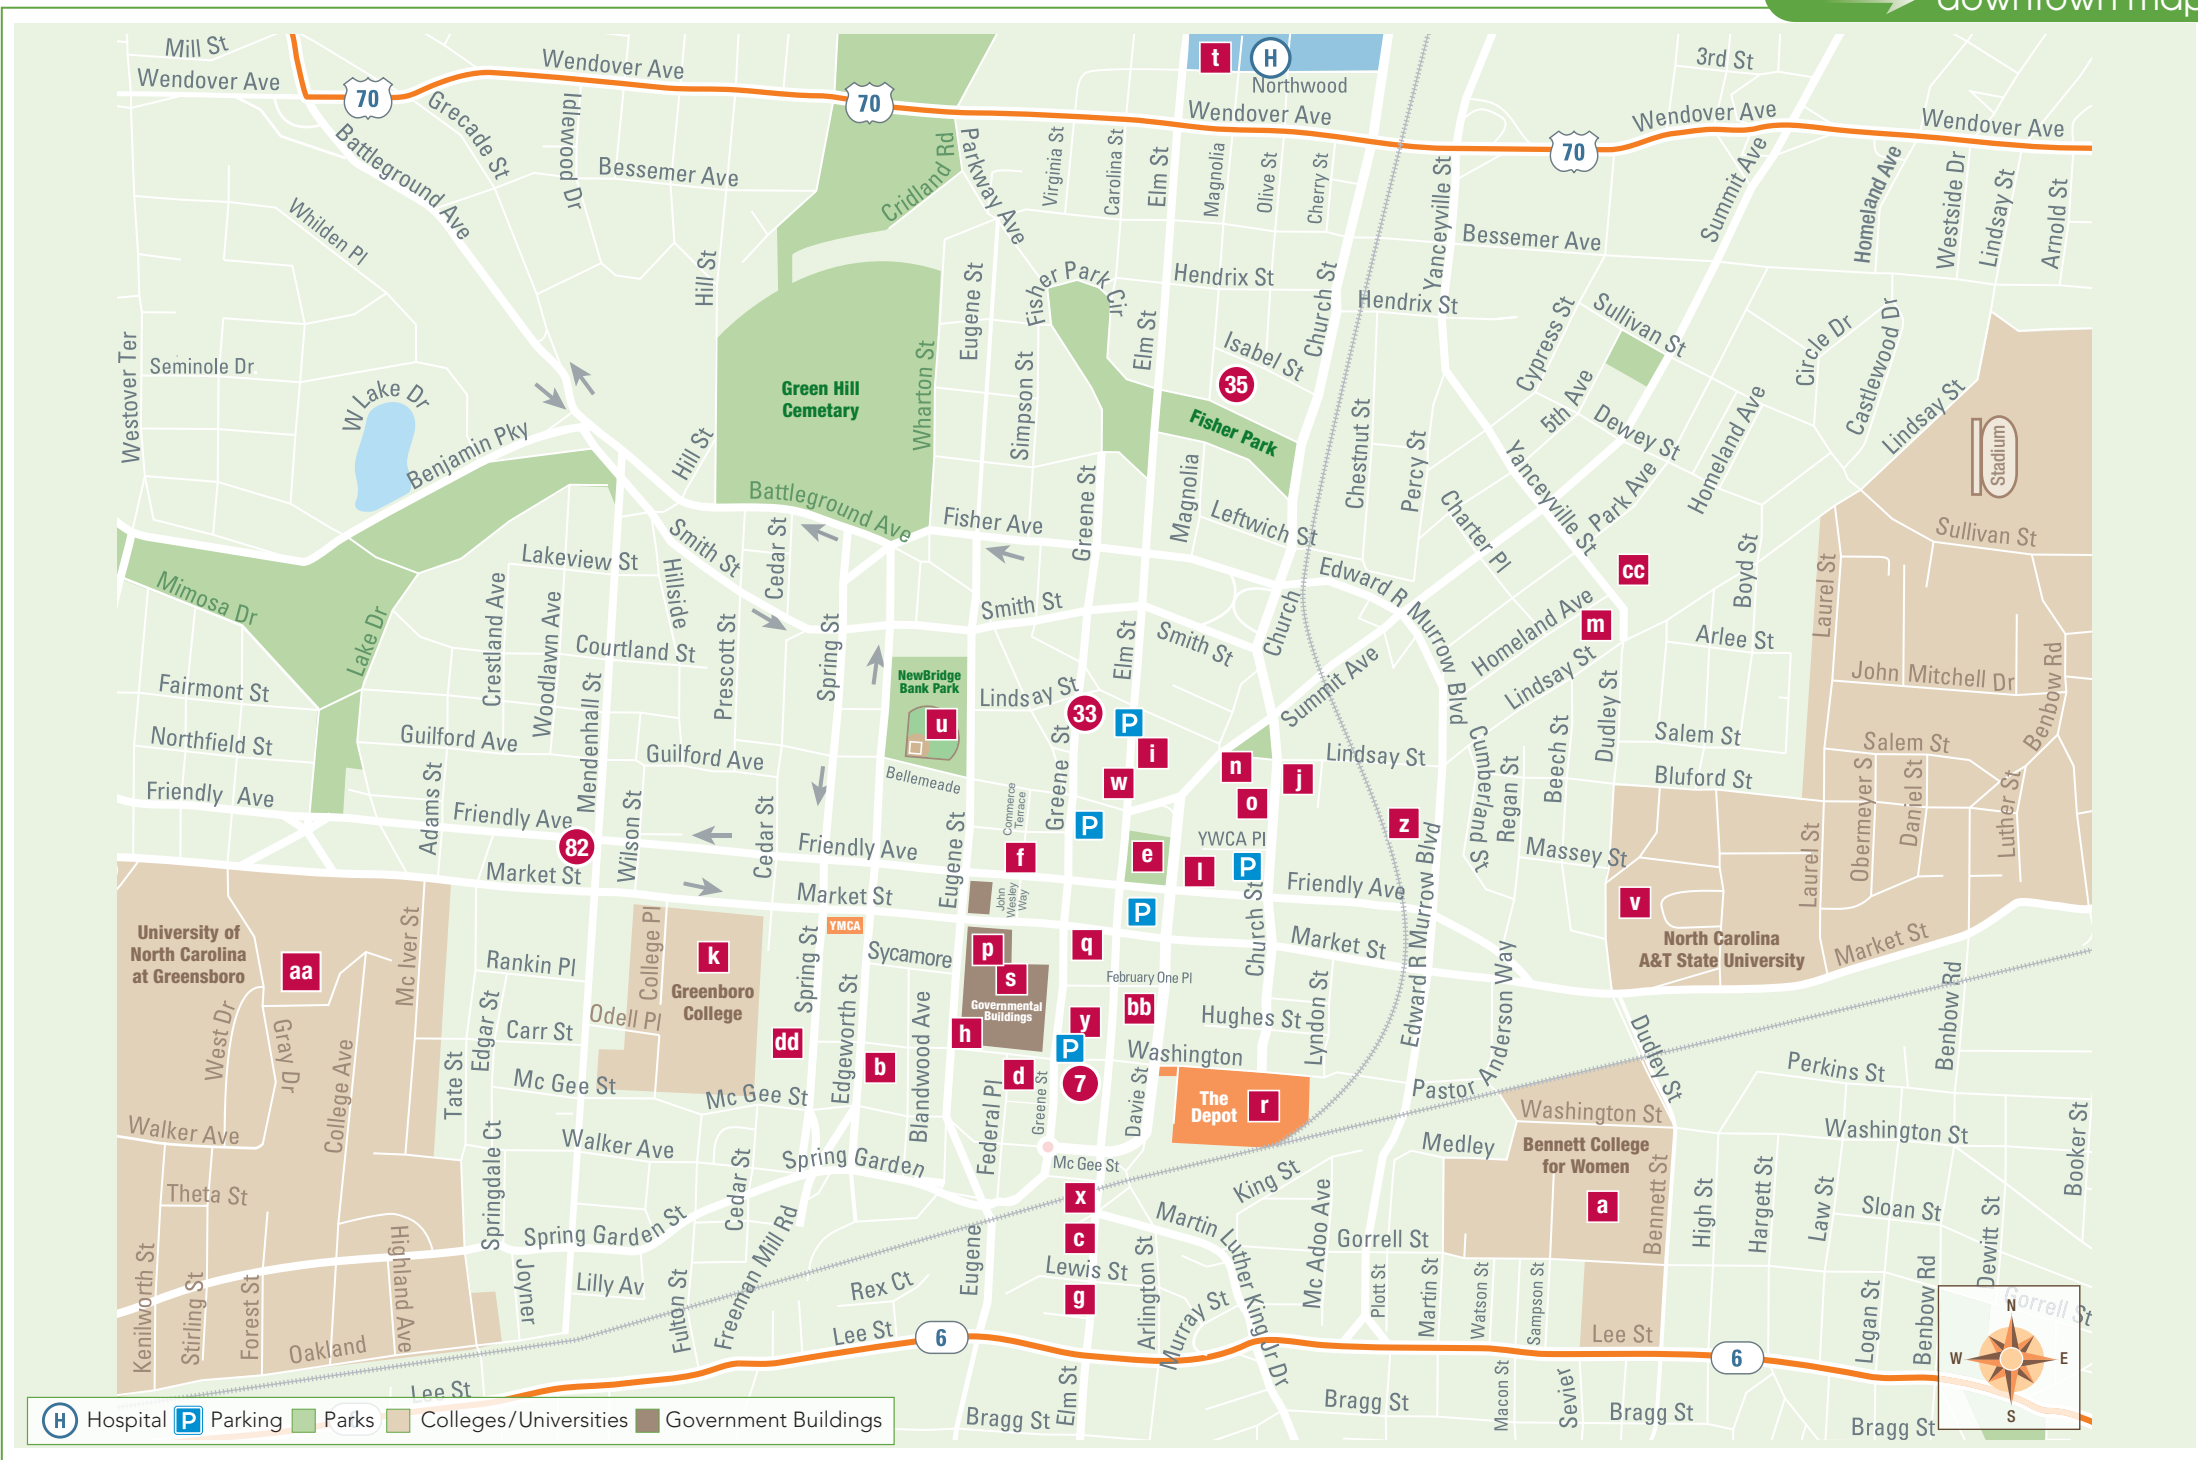 downtown map
Mill St
Wendover Ave
70
Wendover Ave
70
t
H
Northwood
Wendover Ave
70
3rd St
Wendover Ave
Wendover Ave
Grecade St
Idlewood Dr
Battleground Ave
Bessemer Ave
Cridland Rd
Parkway Ave
Virginia St
Carolina St
Elm St
Magnolia
Olive St
Cherry St
Yanceyville St
Summit Ave
Homeland Ave
Westside Dr
Lindsay St
Arnold St
Whilden Pl
Hill St
Bessemer Ave
Eugene St
Fisher Park Cir
Hendrix St
Church St
Hendrix St
Westover Ter
Seminole Dr
W Lake Dr
Benjamin Pky
Green Hill
Cemetary
Wharton St
Simpson St
Elm St
Isabel St
35
Fisher Park
Cypress St
Sullivan St
5th Ave
Dewey St
Circle Dr
Castlewood Dr
Lindsay St
Homeland Ave
Stadium
Hill St
Battleground Ave
Fisher Ave
Greene St
Magnolia
Leftwich St
Chestnut St
Percy St
Charter Pl
Yanceyville St
Park Ave
Sullivan St
Mimosa Dr
Lake Dr
Lakeview St
Smith St
Cedar St
Hillside
Crestland Ave
Woodlawn Ave
Courtland St
Prescott St
Spring St
Smith St
Elm St
Smith St
Church
Edward R Murrow Blvd
cc
m
Homeland Ave
Lindsay St
Boyd St
Arlee St
Laurel St
John Mitchell Dr
Benbow Rd
Fairmont St
Northfield St
Guilford Ave
Mendenhall St
Guilford Ave
NewBridge
Bank Park
u
Bellemeade
Lindsay St
33
P
i
w
Summit Ave
n
j
o
Lindsay St
Cumberland St
Regan St
Beech St
Dudley St
Salem St
Bluford St
Salem St
Obermeyer S
Daniel St
Luther St
Friendly Ave
Adams St
Friendly Ave
82
Market St
Wilson St
Cedar St
Friendly Ave
Market St
Eugene St
Commerce
Terrace
Greene St
P
f
John
Wesley
Way
e
l
YWCA Pl
P
P
Friendly Ave
z
Edward R Murrow Blvd
Massey St
v
Laurel St
North Carolina
A&T State University
Market St
University of
North Carolina
at Greensboro
aa
Mc Iver St
Rankin Pl
College Pl
k
Greenboro
College
Odell Pl
YMCA
Spring St
Sycamore
p
s
Governmental
Buildings
h
q
February One Pl
bb
y
P
Church St
Market St
Hughes St
Lyndon St
Pastor Anderson Way
Benbow Rd
West Dr
Gray Dr
College Ave
Edgar St
Carr St
Tate St
Mc Gee St
Mc Gee St
dd
b
Edgeworth St
Blandwood Ave
d
7
Greene St
Washington
Davie St
The
Depot
r
Dudley St
Perkins St
Washington St
Washington St
Booker St
Walker Ave
Springdale Ct
Walker Ave
Cedar St
Spring Garden
Federal Pl
Mc Gee St
x
c
g
King St
Medley
Bennett College
for Women
a
Bennett St
High St
Hargett St
Law St
Sloan St
Dewitt St
Theta St
Spring Garden St
Freeman Mill Rd
Eugene
Lewis St
Martin Luther King Jr Dr
Mc Adoo Ave
Gorrell St
Kenilworth St
Stirling St
Forest St
Highland Ave
Oakland
Joyner
Lilly Av
Fulton St
Rex Ct
Lee St
6
Arlington St
Murray St
Plott St
Martin St
Watson St
Sampson St
Lee St
6
Logan St
Benbow Rd
Gorrell St
N
W
E
S
Lee St
Bragg St
Elm St
Bragg St
Macon St
Sevier
Bragg St
Bragg St
H Hospital P Parking Parks Colleges/Universities Government Buildings